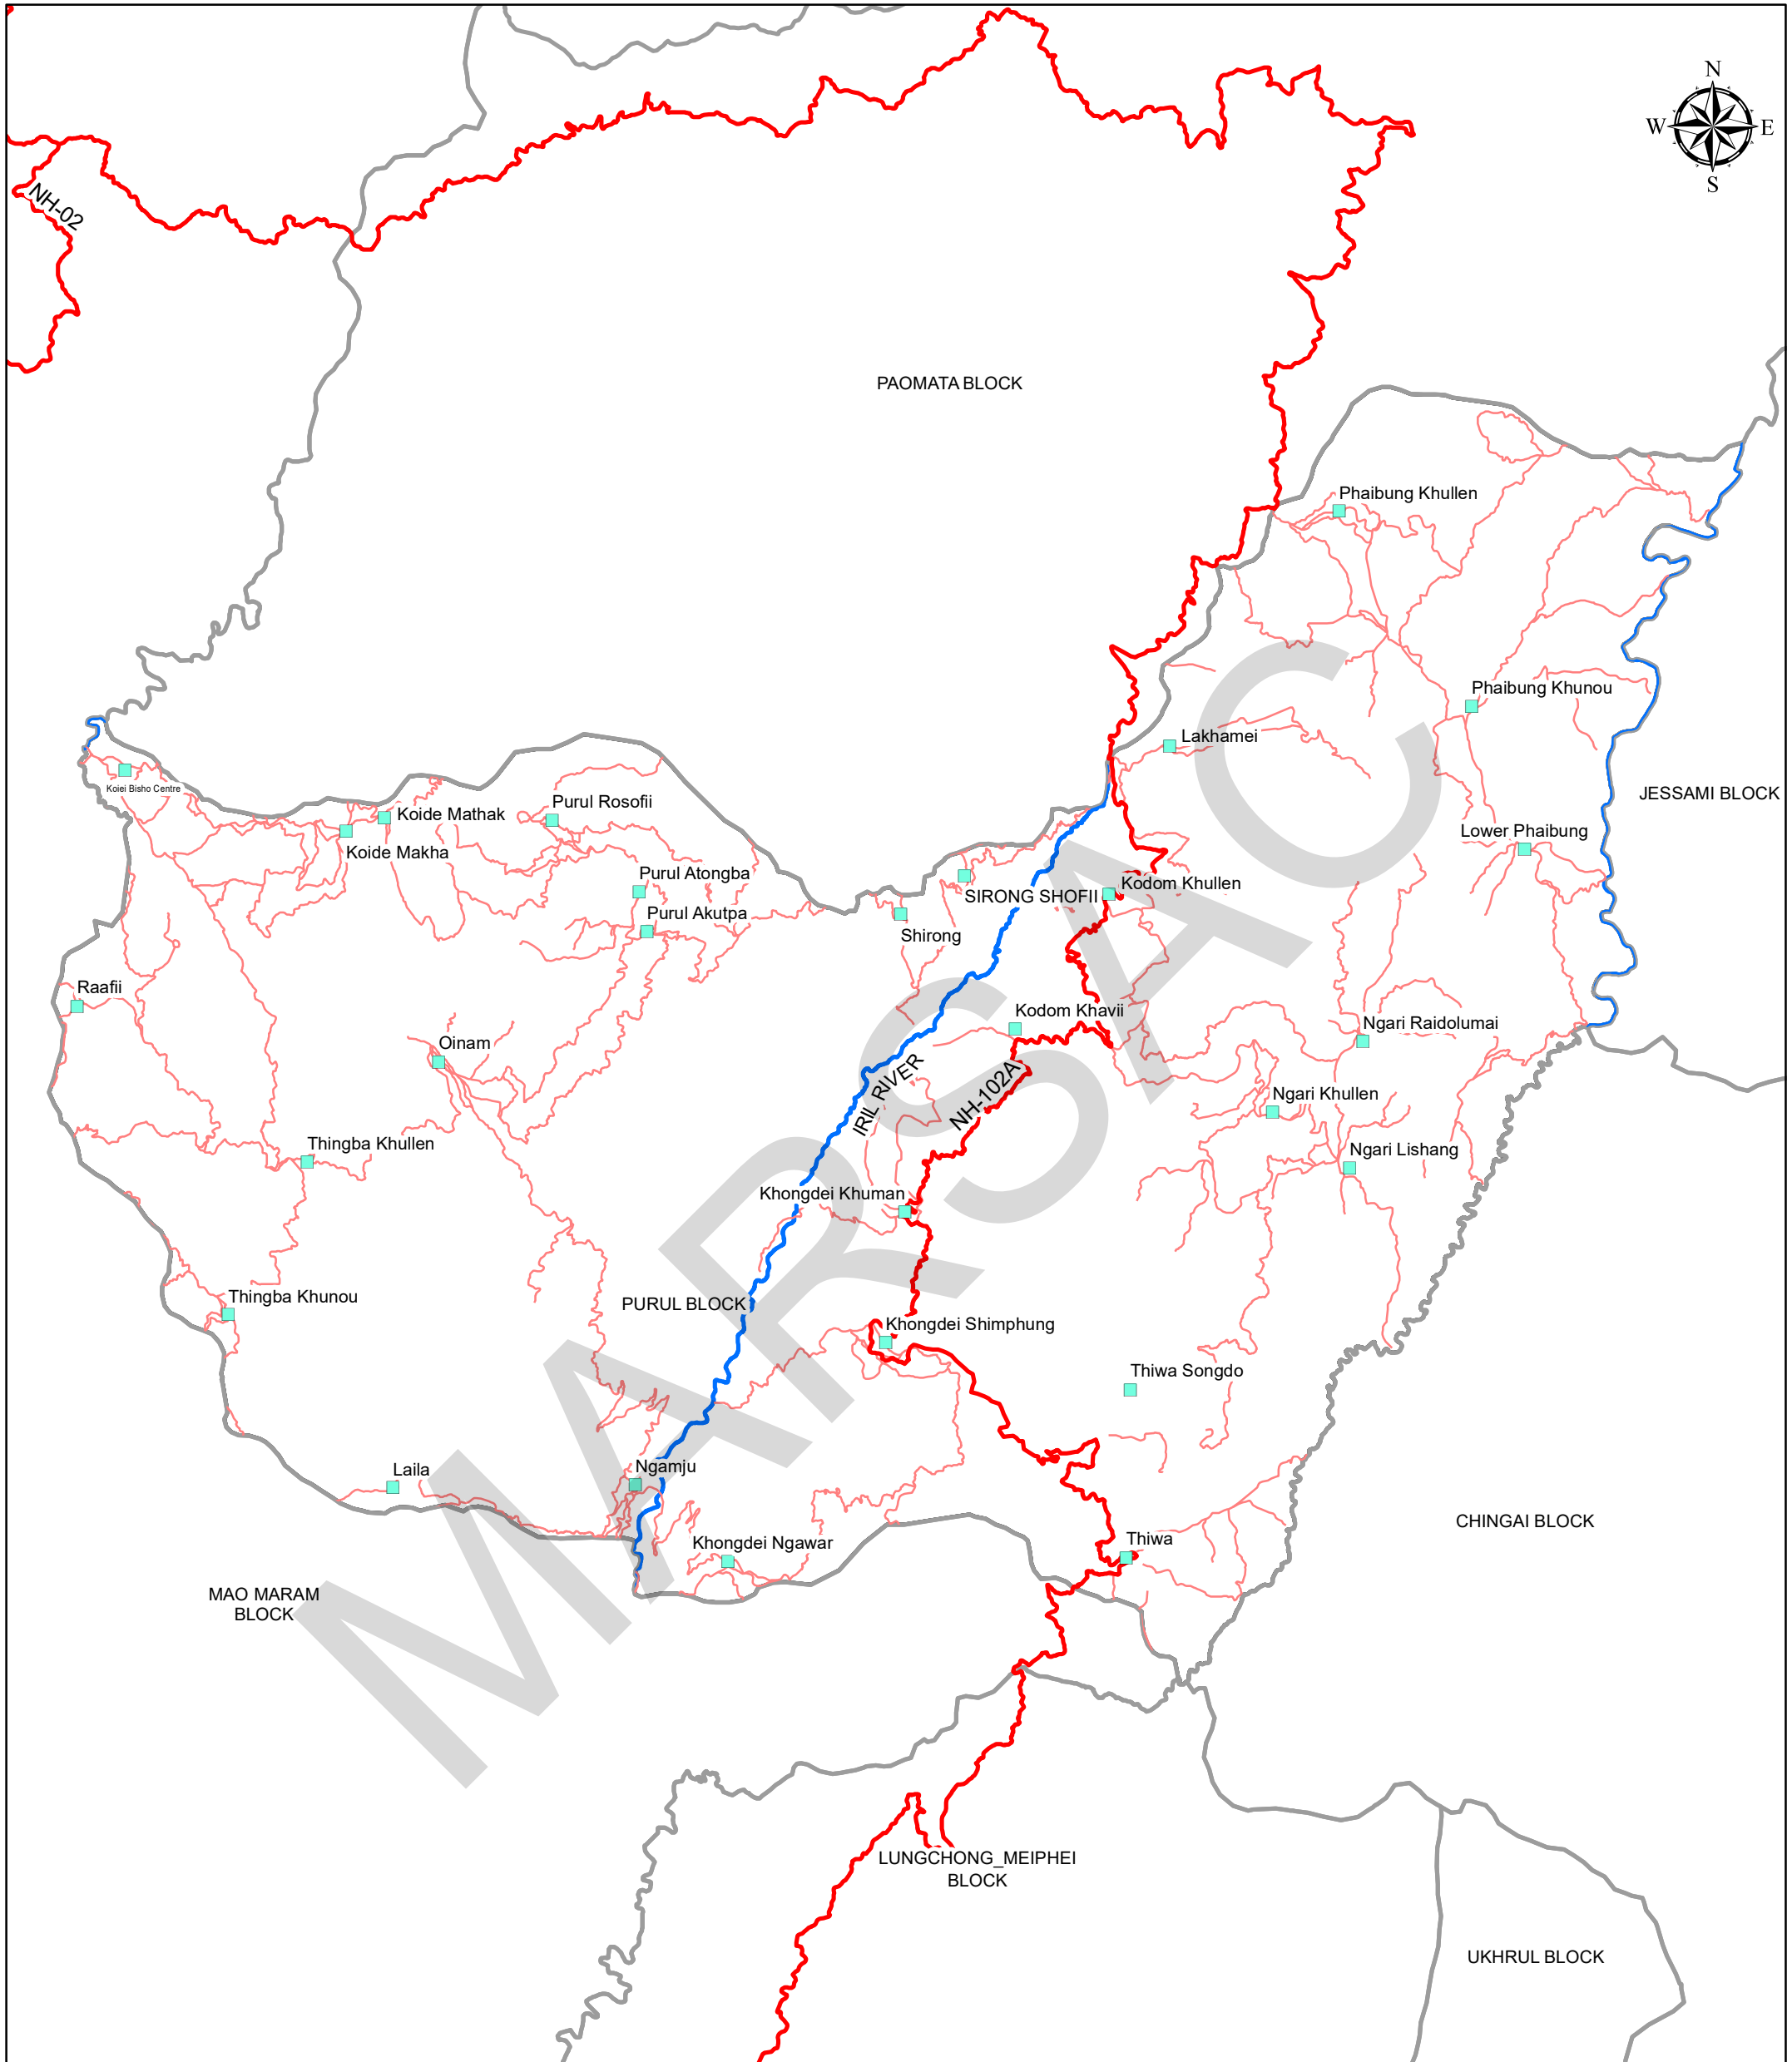 N
W
E
S
NH-02
PAOMATA BLOCK
Phaibung Khullen
Phaibung Khunou
Lakhamei
JESSAMI BLOCK
Koiei Bisho Centre
Purul Rosofii
Koide Mathak
Koide Makha
Lower Phaibung
Purul Atongba
Kodom Khullen
SIRONG SHOFII
Purul Akutpa
Shirong
Raafii
Kodom Khavii
Ngari Raidolumai
Oinam
IRIL RIVER
NH-102A
Ngari Khullen
Thingba Khullen
Ngari Lishang
Khongdei Khuman
Thingba Khunou
PURUL BLOCK
Khongdei Shimphung
Thiwa Songdo
Laila
Ngamju
CHINGAI BLOCK
Khongdei Ngawar
Thiwa
MAO MARAM
BLOCK
MARSAC
LUNGCHONG_MEIPHEI
BLOCK
UKHRUL BLOCK